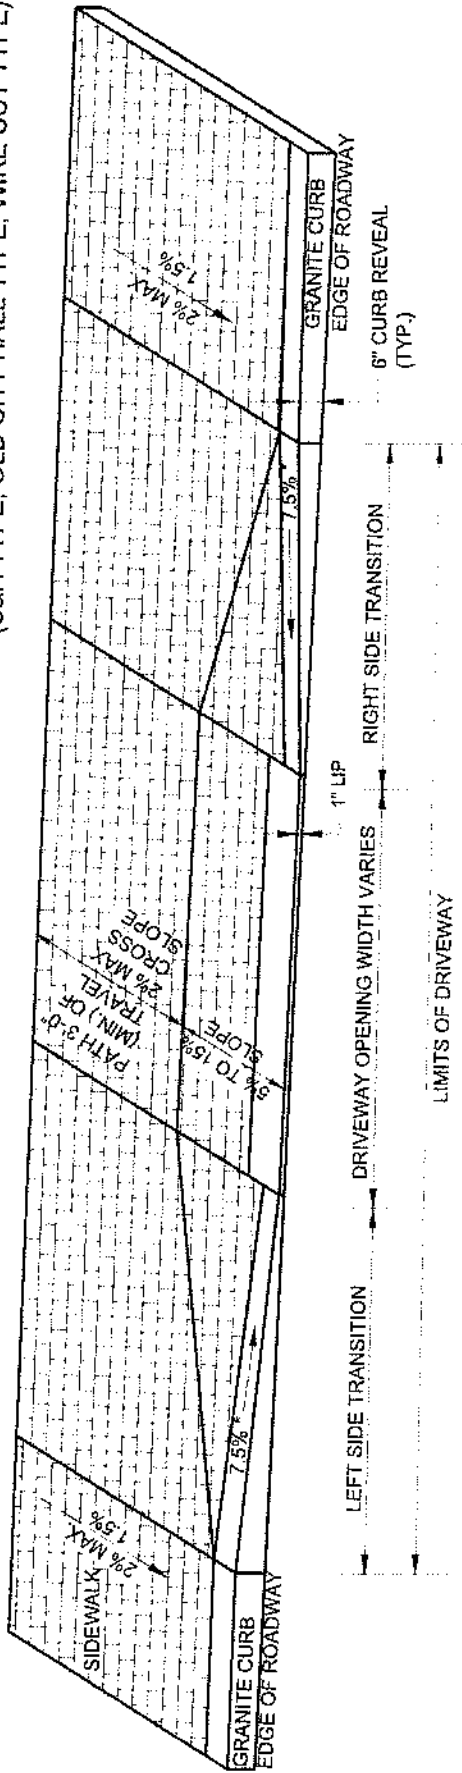 SIDEWALK
2% MAX
1.5%
GRANITE CURB
EDGE OF ROADWAY
7.5% *
LEFT SIDE TRANSITION
PATH 3'-0"
(MIN.) OF
TRAVEL
2% MAX
CROSS
SLOPE
5% TO 15%
SLOPE
DRIVEWAY OPENING WIDTH VARIES
1" LIP
LIMITS OF DRIVEWAY
RIGHT SIDE TRANSITION
7.5% *
2% MAX
1.5%
GRANITE CURB
EDGE OF ROADWAY
6" CURB REVEAL
(TYP.)